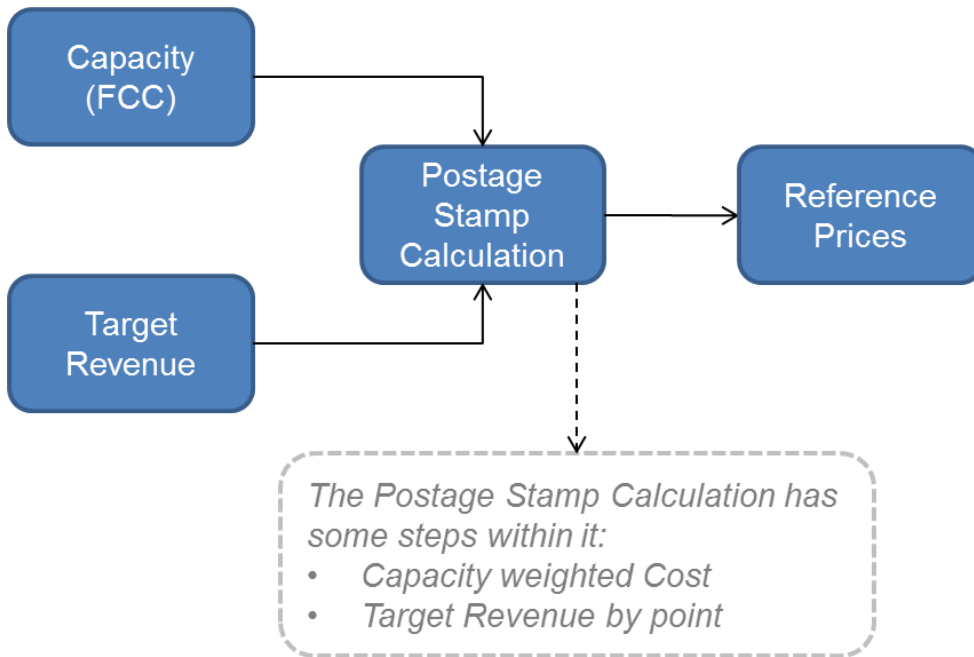 Capacity
(FCC)
Postage
Stamp
Calculation
Reference
Prices
Target
Revenue
The Postage Stamp Calculation has
some steps within it:
• Capacity weighted Cost
• Target Revenue by point